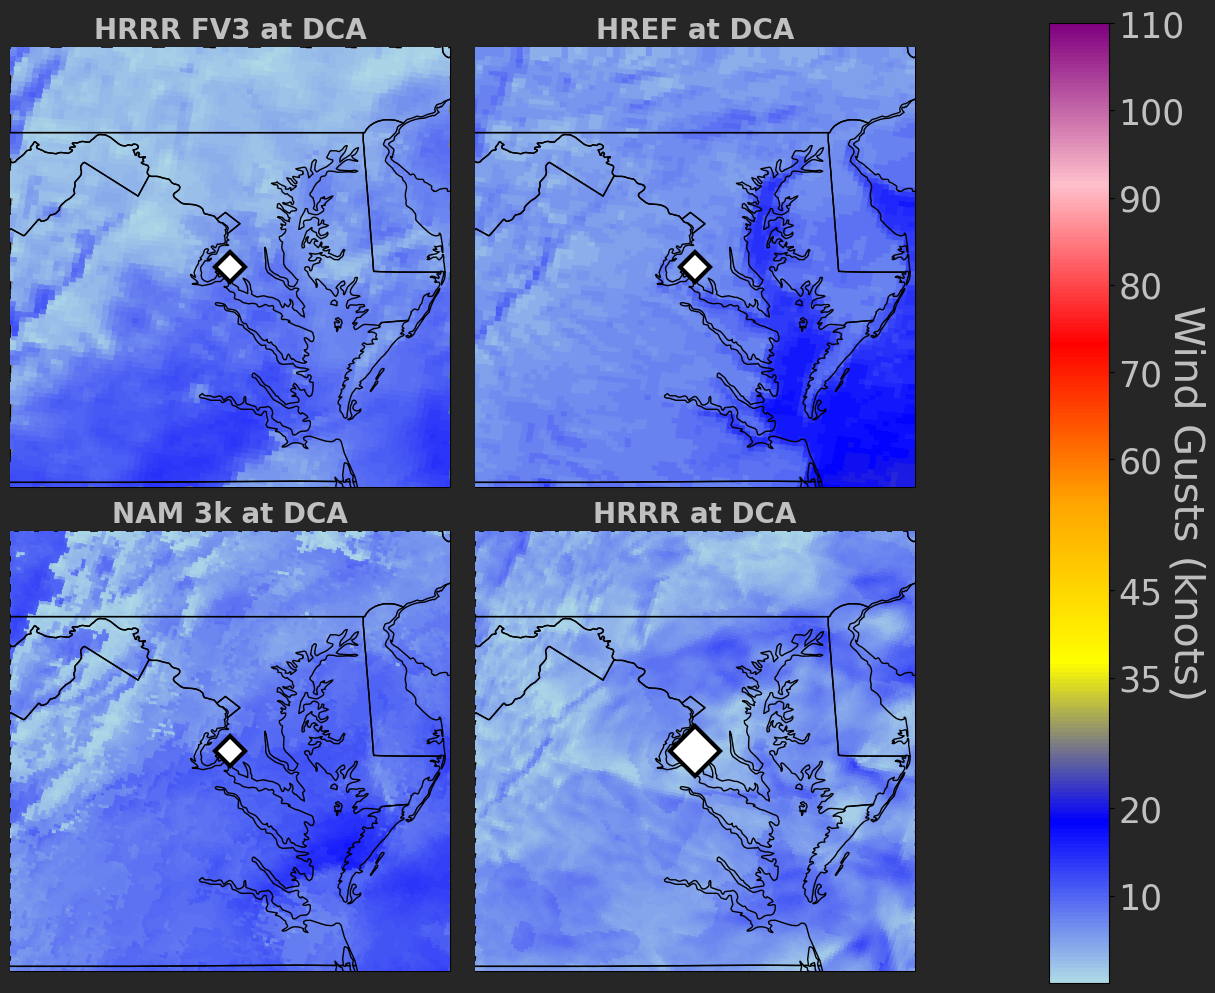 HRRR FV3 at DCA
HREF at DCA
NAM 3k at DCA
HRRR at DCA
110
100
90
80
70
60
45
35
20
10
Wind Gusts (knots)